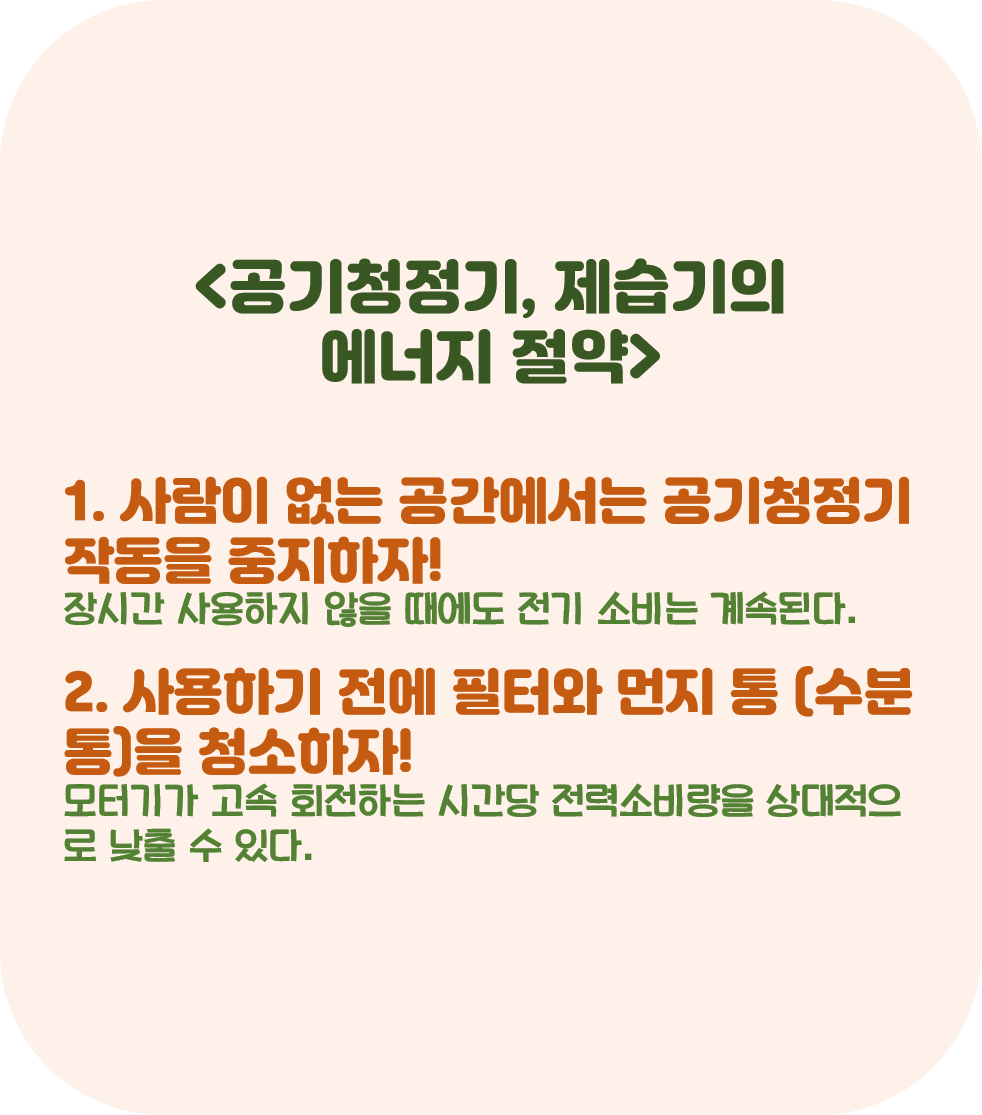 <공기청정기, 제습기의
에너지 절약>
1. 사람이 없는 공간에서는 공기청정기
작동을 중지하자!
장시간 사용하지 않을 때에도 전기 소비는 계속된다.
2. 사용하기 전에 필터와 먼지 통 (수분
통)을 청소하자!
모터기가 고속 회전하는 시간당 전력소비량을 상대적으
로 낮출 수 있다.